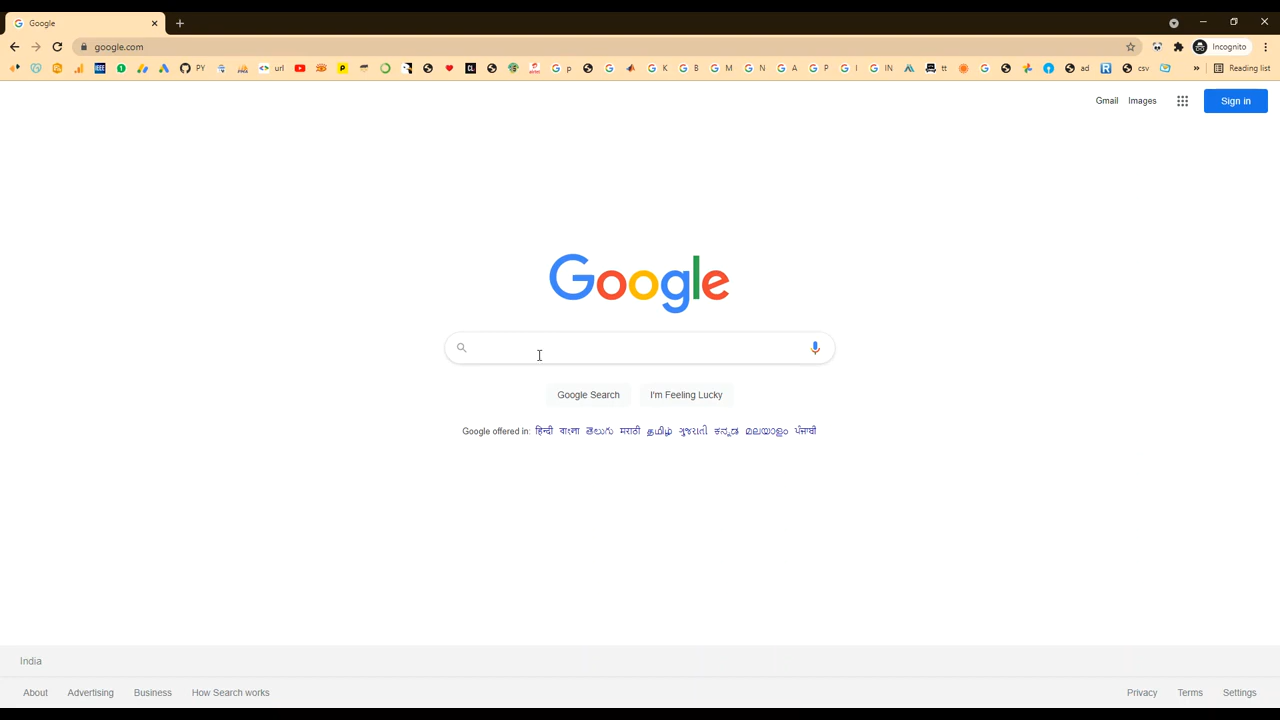 Google
google.com
Incognito
PY url p K B M N A P I IN tt ad csv Reading list
Gmail Images Sign in
Google
Google Search I'm Feeling Lucky
Google offered in: हिन्दी বাংলা తెలుగు मराठी தமிழ் ગુજરાતી ಕನ್ನಡ മലയാളം ਪੰਜਾਬੀ
India
About Advertising Business How Search works Privacy Terms Settings